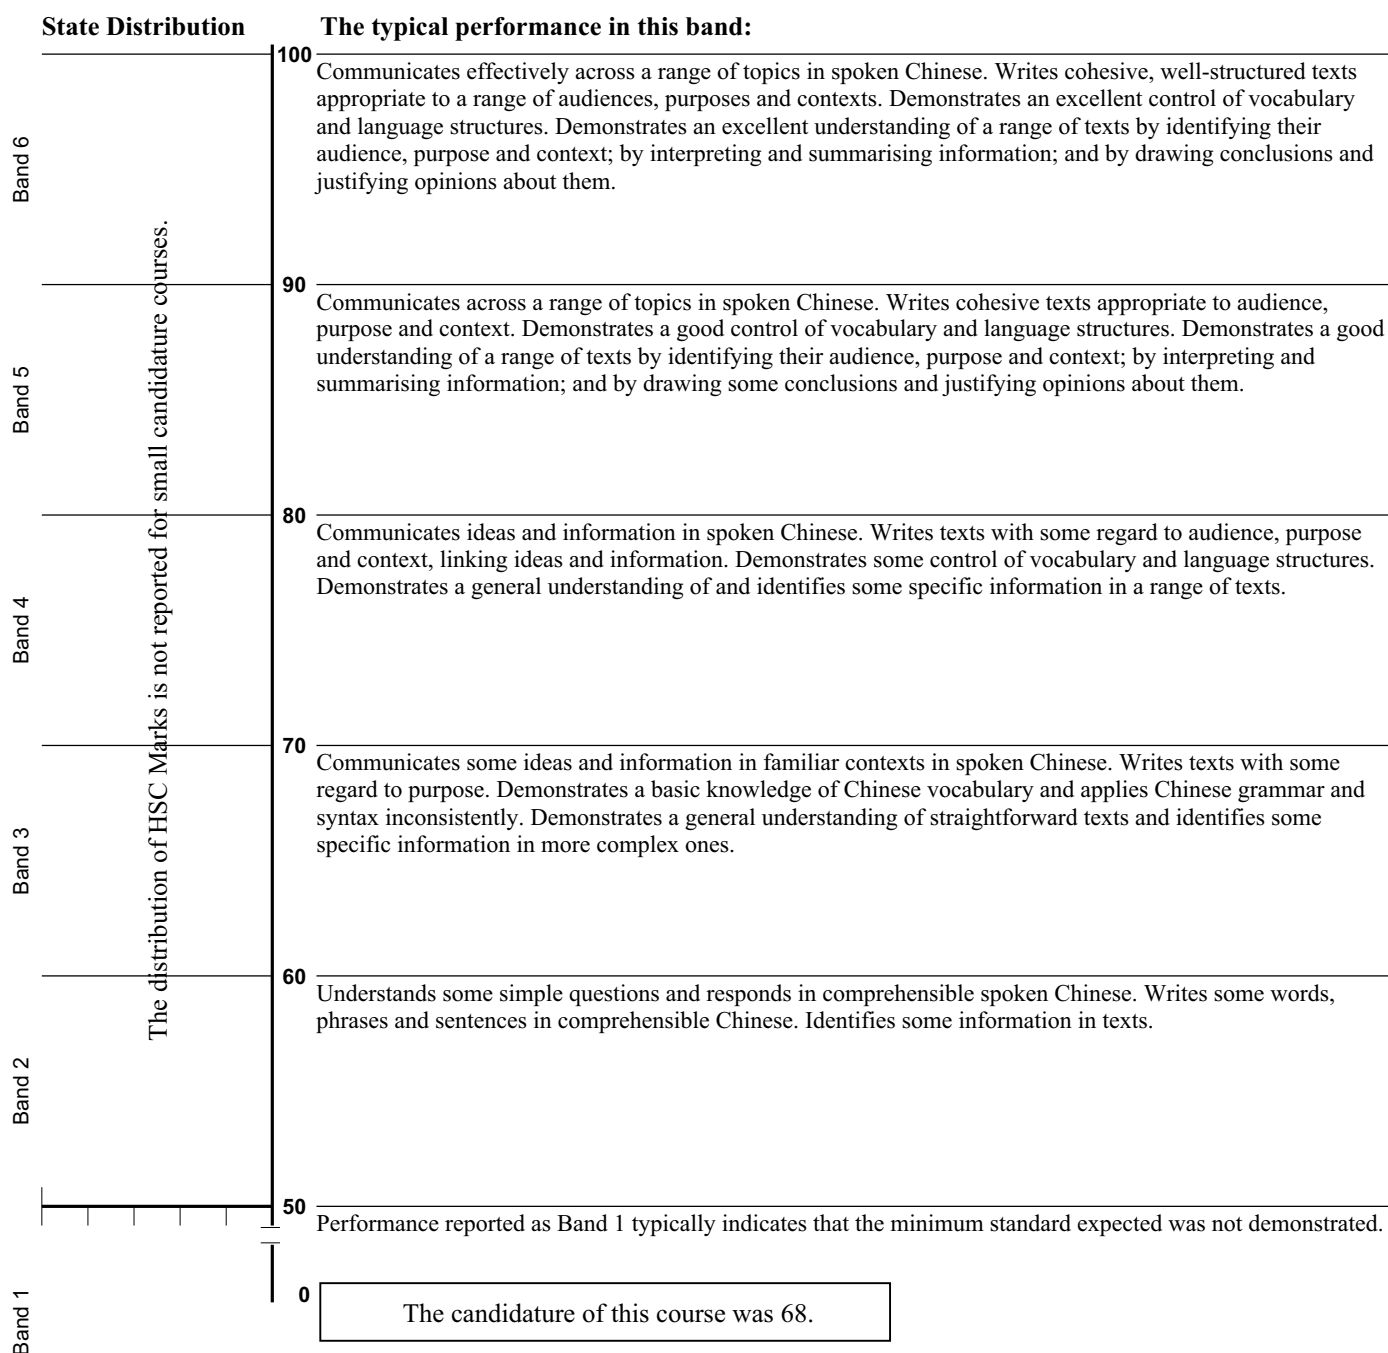 State Distribution
The typical performance in this band:
100
Communicates effectively across a range of topics in spoken Chinese. Writes cohesive, well-structured texts
appropriate to a range of audiences, purposes and contexts. Demonstrates an excellent control of vocabulary
and language structures. Demonstrates an excellent understanding of a range of texts by identifying their
audience, purpose and context; by interpreting and summarising information; and by drawing conclusions and
justifying opinions about them.
Band 6
The distribution of HSC Marks is not reported for small candidature courses.
90
Communicates across a range of topics in spoken Chinese. Writes cohesive texts appropriate to audience,
purpose and context. Demonstrates a good control of vocabulary and language structures. Demonstrates a good
understanding of a range of texts by identifying their audience, purpose and context; by interpreting and
summarising information; and by drawing some conclusions and justifying opinions about them.
Band 5
80
Communicates ideas and information in spoken Chinese. Writes texts with some regard to audience, purpose
and context, linking ideas and information. Demonstrates some control of vocabulary and language structures.
Demonstrates a general understanding of and identifies some specific information in a range of texts.
Band 4
70
Communicates some ideas and information in familiar contexts in spoken Chinese. Writes texts with some
regard to purpose. Demonstrates a basic knowledge of Chinese vocabulary and applies Chinese grammar and
syntax inconsistently. Demonstrates a general understanding of straightforward texts and identifies some
specific information in more complex ones.
Band 3
60
Understands some simple questions and responds in comprehensible spoken Chinese. Writes some words,
phrases and sentences in comprehensible Chinese. Identifies some information in texts.
Band 2
50
Performance reported as Band 1 typically indicates that the minimum standard expected was not demonstrated.
0
The candidature of this course was 68.
Band 1